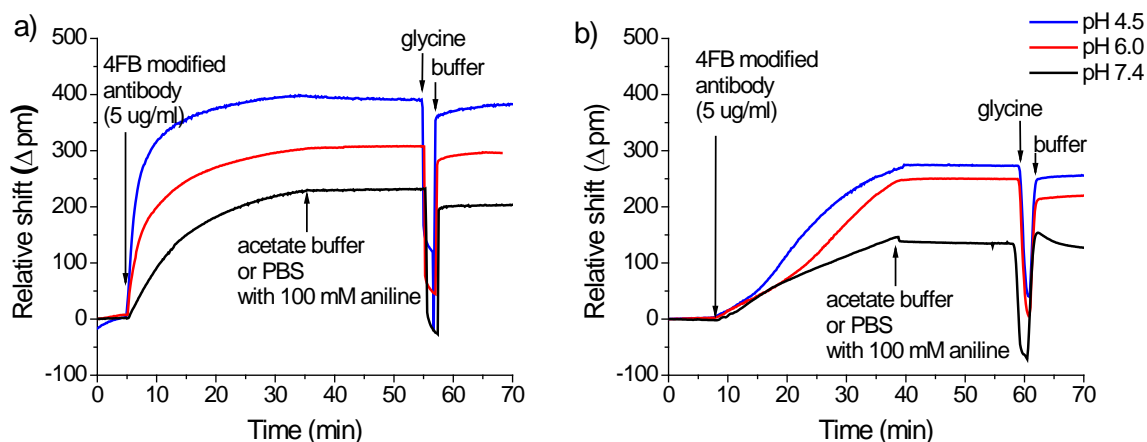 a)
500
400
300
200
100
0
-100
Relative shift (Δpm)
4FB modified
antibody
(5 ug/ml)
glycine
buffer
acetate buffer
or PBS
with 100 mM aniline
0 10 20 30 40 50 60 70
Time (min)
b)
500
400
300
200
100
0
-100
Relative shift (Δpm)
4FB modified
antibody
(5 ug/ml)
pH 4.5
pH 6.0
pH 7.4
glycine
buffer
acetate buffer
or PBS
with 100 mM aniline
0 10 20 30 40 50 60 70
Time (min)